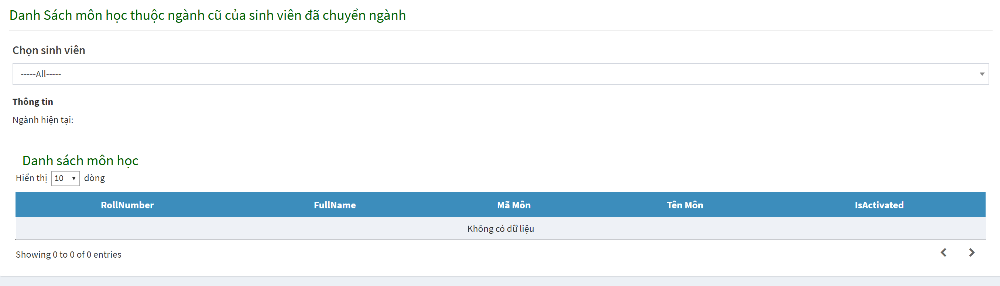 Danh Sách môn học thuộc ngành cũ của sinh viên đã chuyển ngành
Chọn sinh viên
-----All-----
Thông tin
Ngành hiện tại:
Danh sách môn học
Hiển thị 10 dòng
RollNumber FullName Mã Môn Tên Môn IsActivated
Không có dữ liệu
Showing 0 to 0 of 0 entries